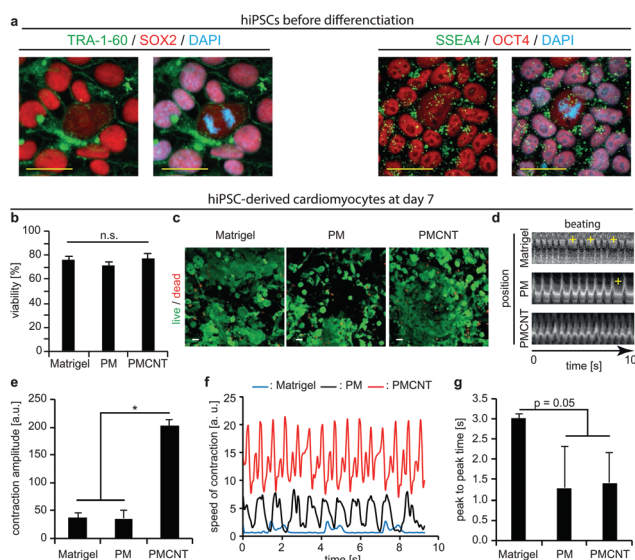 hiPSCs before differenctiation
a
TRA-1-60 / SOX2 / DAPI
SSEA4 / OCT4 / DAPI
hiPSC-derived cardiomyocytes at day 7
b
n.s.
viability [%]
100
80
60
40
20
0
Matrigel PM PMCNT
c
Matrigel PM PMCNT
live / dead
d
beating
position
Matrigel
PM
PMCNT
0 10
time [s]
e
*
contraction amplitude [a.u.]
250
200
150
100
50
0
Matrigel PM PMCNT
f
: Matrigel : PM : PMCNT
speed of contraction [a. u.]
25
20
15
10
5
0
0 2 4 6 8 10
time [s]
g
p = 0.05
peak to peak time [s]
3.5
3.0
2.5
2.0
1.5
1.0
0.5
0.0
Matrigel PM PMCNT